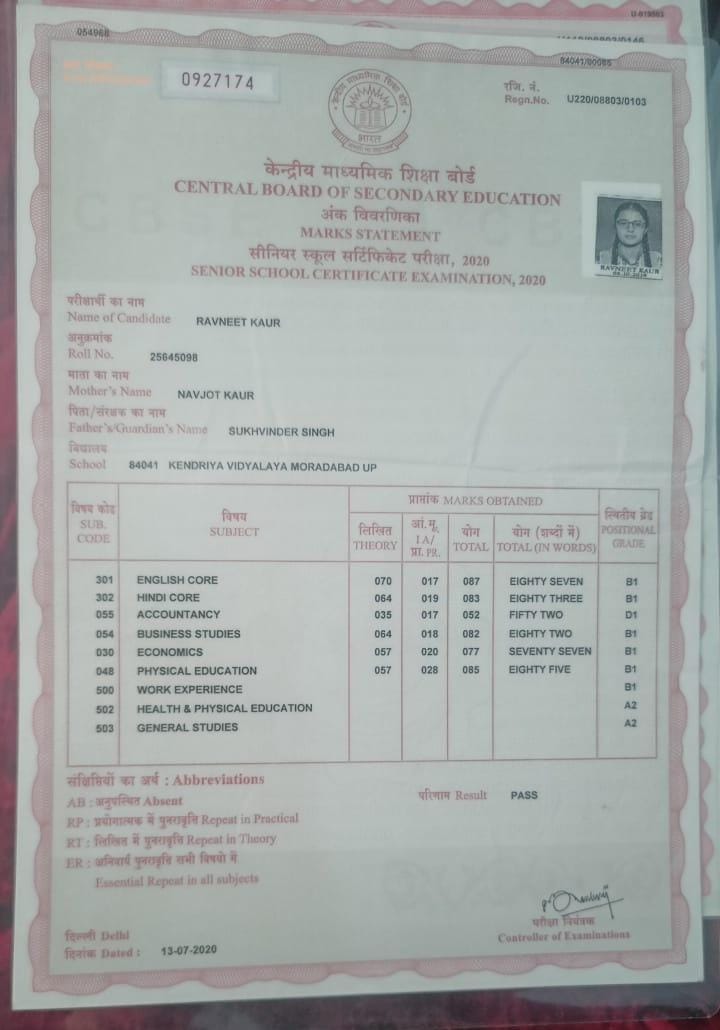 U-819863
054968
84041/80085
0927174
रजि. नं.
Regn.No. U220/08803/0103
भारत
केन्द्रीय माध्यमिक शिक्षा बोर्ड
CENTRAL BOARD OF SECONDARY EDUCATION
अंक विवरणिका
MARKS STATEMENT
सीनियर स्कूल सर्टिफिकेट परीक्षा, 2020
SENIOR SCHOOL CERTIFICATE EXAMINATION, 2020
RAVNEET KAUR
परीक्षार्थी का नाम
Name of Candidate RAVNEET KAUR
अनुक्रमांक
Roll No. 25645098
माता का नाम
Mother's Name NAVJOT KAUR
पिता/संरक्षक का नाम
Father's/Guardian's Name SUKHVINDER SINGH
विद्यालय
School 84041 KENDRIYA VIDYALAYA MORADABAD UP
विषय कोड SUB. CODE विषय SUBJECT प्राप्तांक MARKS OBTAINED स्थितीय ग्रेड POSITIONAL GRADE
लिखित THEORY आं.मू. IA/ प्रा. PR. योग TOTAL योग (शब्दों में) TOTAL (IN WORDS)
301 ENGLISH CORE 070 017 087 EIGHTY SEVEN B1
302 HINDI CORE 064 019 083 EIGHTY THREE B1
055 ACCOUNTANCY 035 017 052 FIFTY TWO D1
054 BUSINESS STUDIES 064 018 082 EIGHTY TWO B1
030 ECONOMICS 057 020 077 SEVENTY SEVEN B1
048 PHYSICAL EDUCATION 057 028 085 EIGHTY FIVE B1
500 WORK EXPERIENCE B1
502 HEALTH & PHYSICAL EDUCATION A2
503 GENERAL STUDIES A2
संक्षिप्तियों का अर्थ : Abbreviations
परिणाम Result PASS
AB : अनुपस्थित Absent
RP : प्रयोगात्मक में पुनरावृत्ति Repeat in Practical
RT : लिखित में पुनरावृत्ति Repeat in Theory
ER : अनिवार्य पुनरावृत्ति सभी विषयो में
Essential Repeat in all subjects
परीक्षा नियंत्रक
Controller of Examinations
दिल्ली Delhi
दिनांक Dated : 13-07-2020